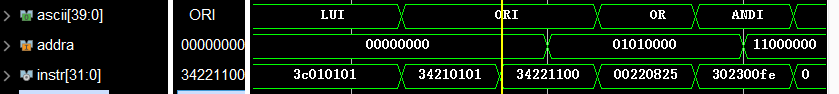 ascii[39:0] ORI LUI ORI OR ANDI
addra 00000000 00000000 01010000 11000000
instr[31:0] 34221100 3c010101 34210101 34221100 00220825 302300fe 0